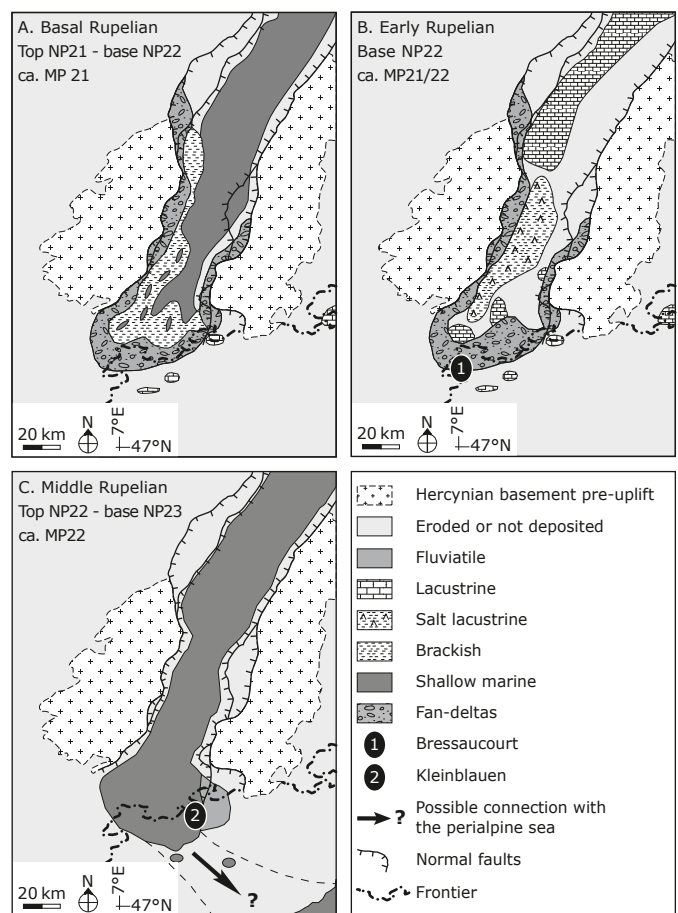 A. Basal Rupelian
Top NP21 - base NP22
ca. MP 21
20 km
N
7°E
47°N
B. Early Rupelian
Base NP22
ca. MP21/22
1
20 km
N
7°E
47°N
C. Middle Rupelian
Top NP22 - base NP23
ca. MP22
2
?
20 km
N
7°E
47°N
Hercynian basement pre-uplift
Eroded or not deposited
Fluviatile
Lacustrine
Salt lacustrine
Brackish
Shallow marine
Fan-deltas
1 Bressaucourt
2 Kleinblauen
? Possible connection with
the perialpine sea
Normal faults
Frontier